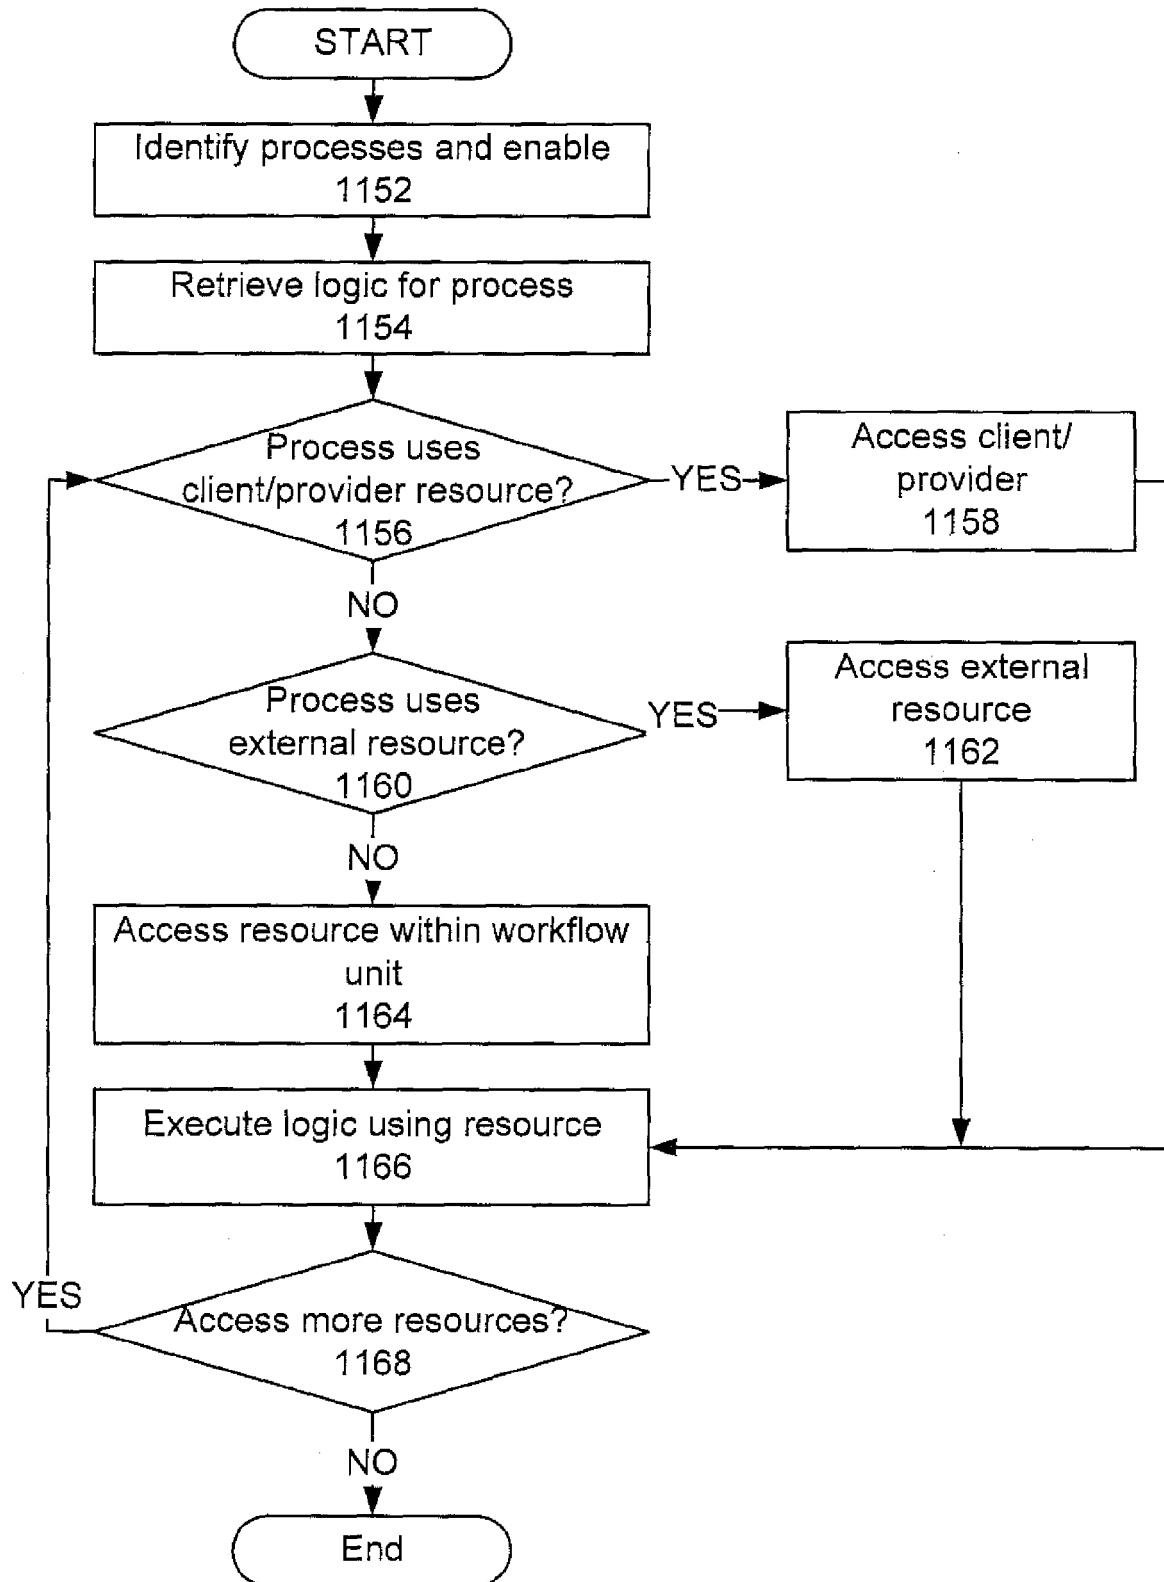 START
Identify processes and enable
1152
Retrieve logic for process
1154
Process uses
client/provider resource?
1156
YES
Access client/
provider
1158
NO
Process uses
external resource?
1160
YES
Access external
resource
1162
NO
Access resource within workflow
unit
1164
Execute logic using resource
1166
YES
Access more resources?
1168
NO
End